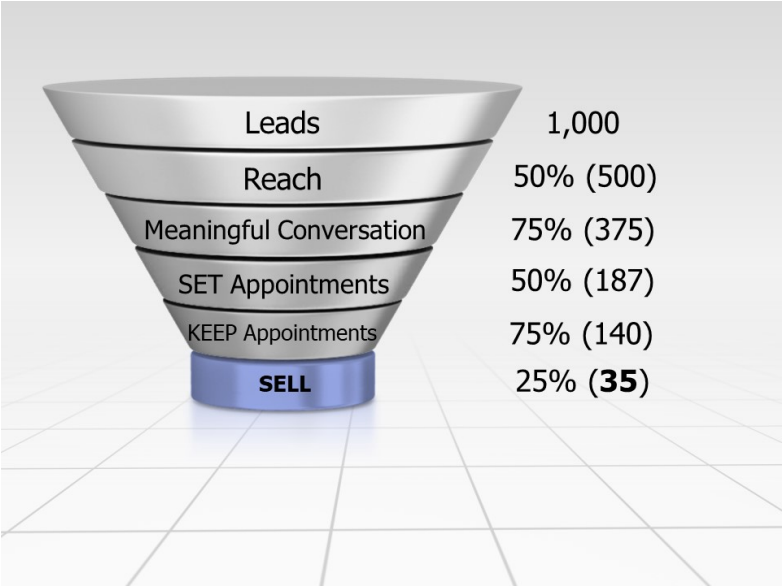 Leads 1,000
Reach 50% (500)
Meaningful Conversation 75% (375)
SET Appointments 50% (187)
KEEP Appointments 75% (140)
SELL 25% (35)